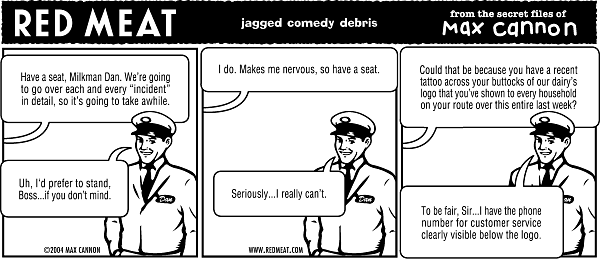 RED MEAT
jagged comedy debris
from the secret files of
max cannon
Have a seat, Milkman Dan. We're going
to go over each and every “incident”
in detail, so it's going to take awhile.
Uh, I'd prefer to stand,
Boss...if you don't mind.
Dan
©2004 MAX CANNON
I do. Makes me nervous, so have a seat.
Seriously...I really can't.
Dan
WWW.REDMEAT.COM
Could that be because you have a recent
tattoo across your buttocks of our dairy's
logo that you've shown to every household
on your route over this entire last week?
To be fair, Sir...I have the phone
number for customer service
clearly visible below the logo.